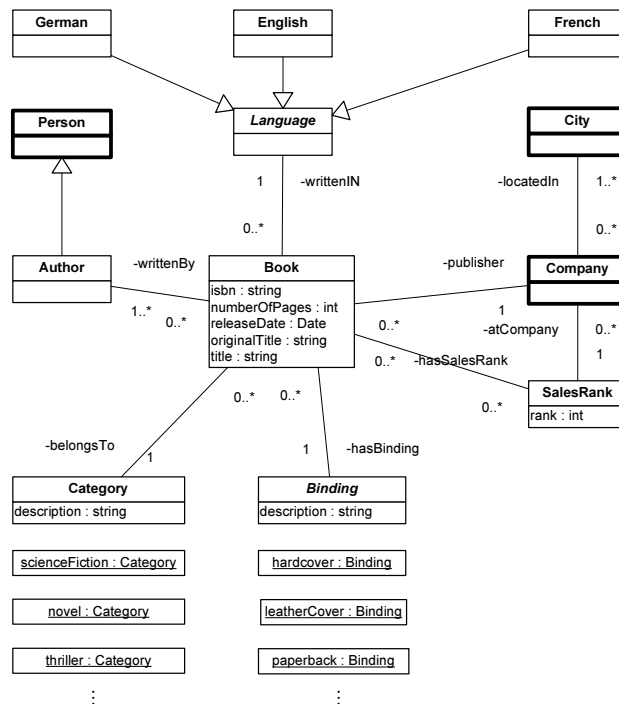 German
English
French
Person
Language
City
1
-writtenIN
-locatedIn
1..*
0..*
0..*
Author
-writtenBy
Book
-publisher
Company
isbn : string
numberOfPages : int
releaseDate : Date
originalTitle : string
title : string
1..*
0..*
0..*
1
-atCompany
0..*
0..*
-hasSalesRank
1
SalesRank
rank : int
0..*
0..*
0..*
-belongsTo
1
1
-hasBinding
Category
description : string
Binding
description : string
scienceFiction : Category
hardcover : Binding
novel : Category
leatherCover : Binding
thriller : Category
paperback : Binding
⋮
⋮